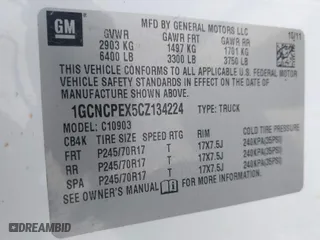 GM
MFD BY GENERAL MOTORS LLC
10/11
GVWR GAWR FRT GAWR RR
2903 KG 1497 KG 1701 KG
6400 LB 3300 LB 3750 LB
THIS VEHICLE CONFORMS TO ALL APPLICABLE U.S. FEDERAL MOTOR
VEHICLE SAFETY STANDARDS IN EFFECT ON THE DATE OF
MANUFACTURE SHOWN ABOVE.
1GCNCPEX5CZ134224 TYPE: TRUCK
MODEL: C10903
CB4K TIRE SIZE SPEED RTG RIM COLD TIRE PRESSURE
FRT P245/70R17 T 17X7.5J 240KPA(35PSI)
RR P245/70R17 T 17X7.5J 240KPA(35PSI)
SPA P245/70R17 T 17X7.5J 240KPA(35PSI)
SEE OWNER'S MANUAL FOR ADDITIONAL INFORMATION
DREAMBID